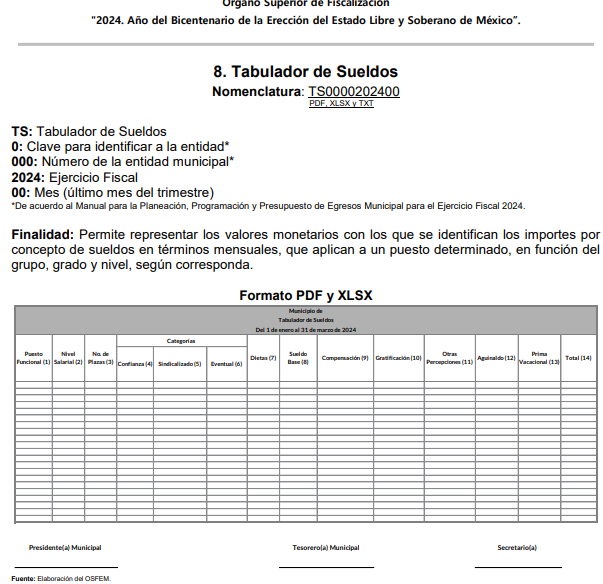 Órgano Superior de Fiscalización
"2024. Año del Bicentenario de la Erección del Estado Libre y Soberano de México".
8. Tabulador de Sueldos
Nomenclatura: TS0000202400
PDF, XLSX y TXT
TS: Tabulador de Sueldos
0: Clave para identificar a la entidad*
000: Número de la entidad municipal*
2024: Ejercicio Fiscal
00: Mes (último mes del trimestre)
*De acuerdo al Manual para la Planeación, Programación y Presupuesto de Egresos Municipal para el Ejercicio Fiscal 2024.
Finalidad: Permite representar los valores monetarios con los que se identifican los importes por
concepto de sueldos en términos mensuales, que aplican a un puesto determinado, en función del
grupo, grado y nivel, según corresponda.
Formato PDF y XLSX
Municipio de
Tabulador de Sueldos
Del 1 de enero al 31 de marzo de 2024
Puesto Funcional (1)
Nivel Salarial (2)
No. de Plazas (3)
Categorías
Confianza (4)
Sindicalizado (5)
Eventual (6)
Dietas (7)
Sueldo Base (8)
Compensación (9)
Gratificación (10)
Otras Percepciones (11)
Aguinaldo (12)
Prima Vacacional (13)
Total (14)
Presidente(a) Municipal
Tesorero(a) Municipal
Secretario(a)
Fuente: Elaboración del OSFEM.